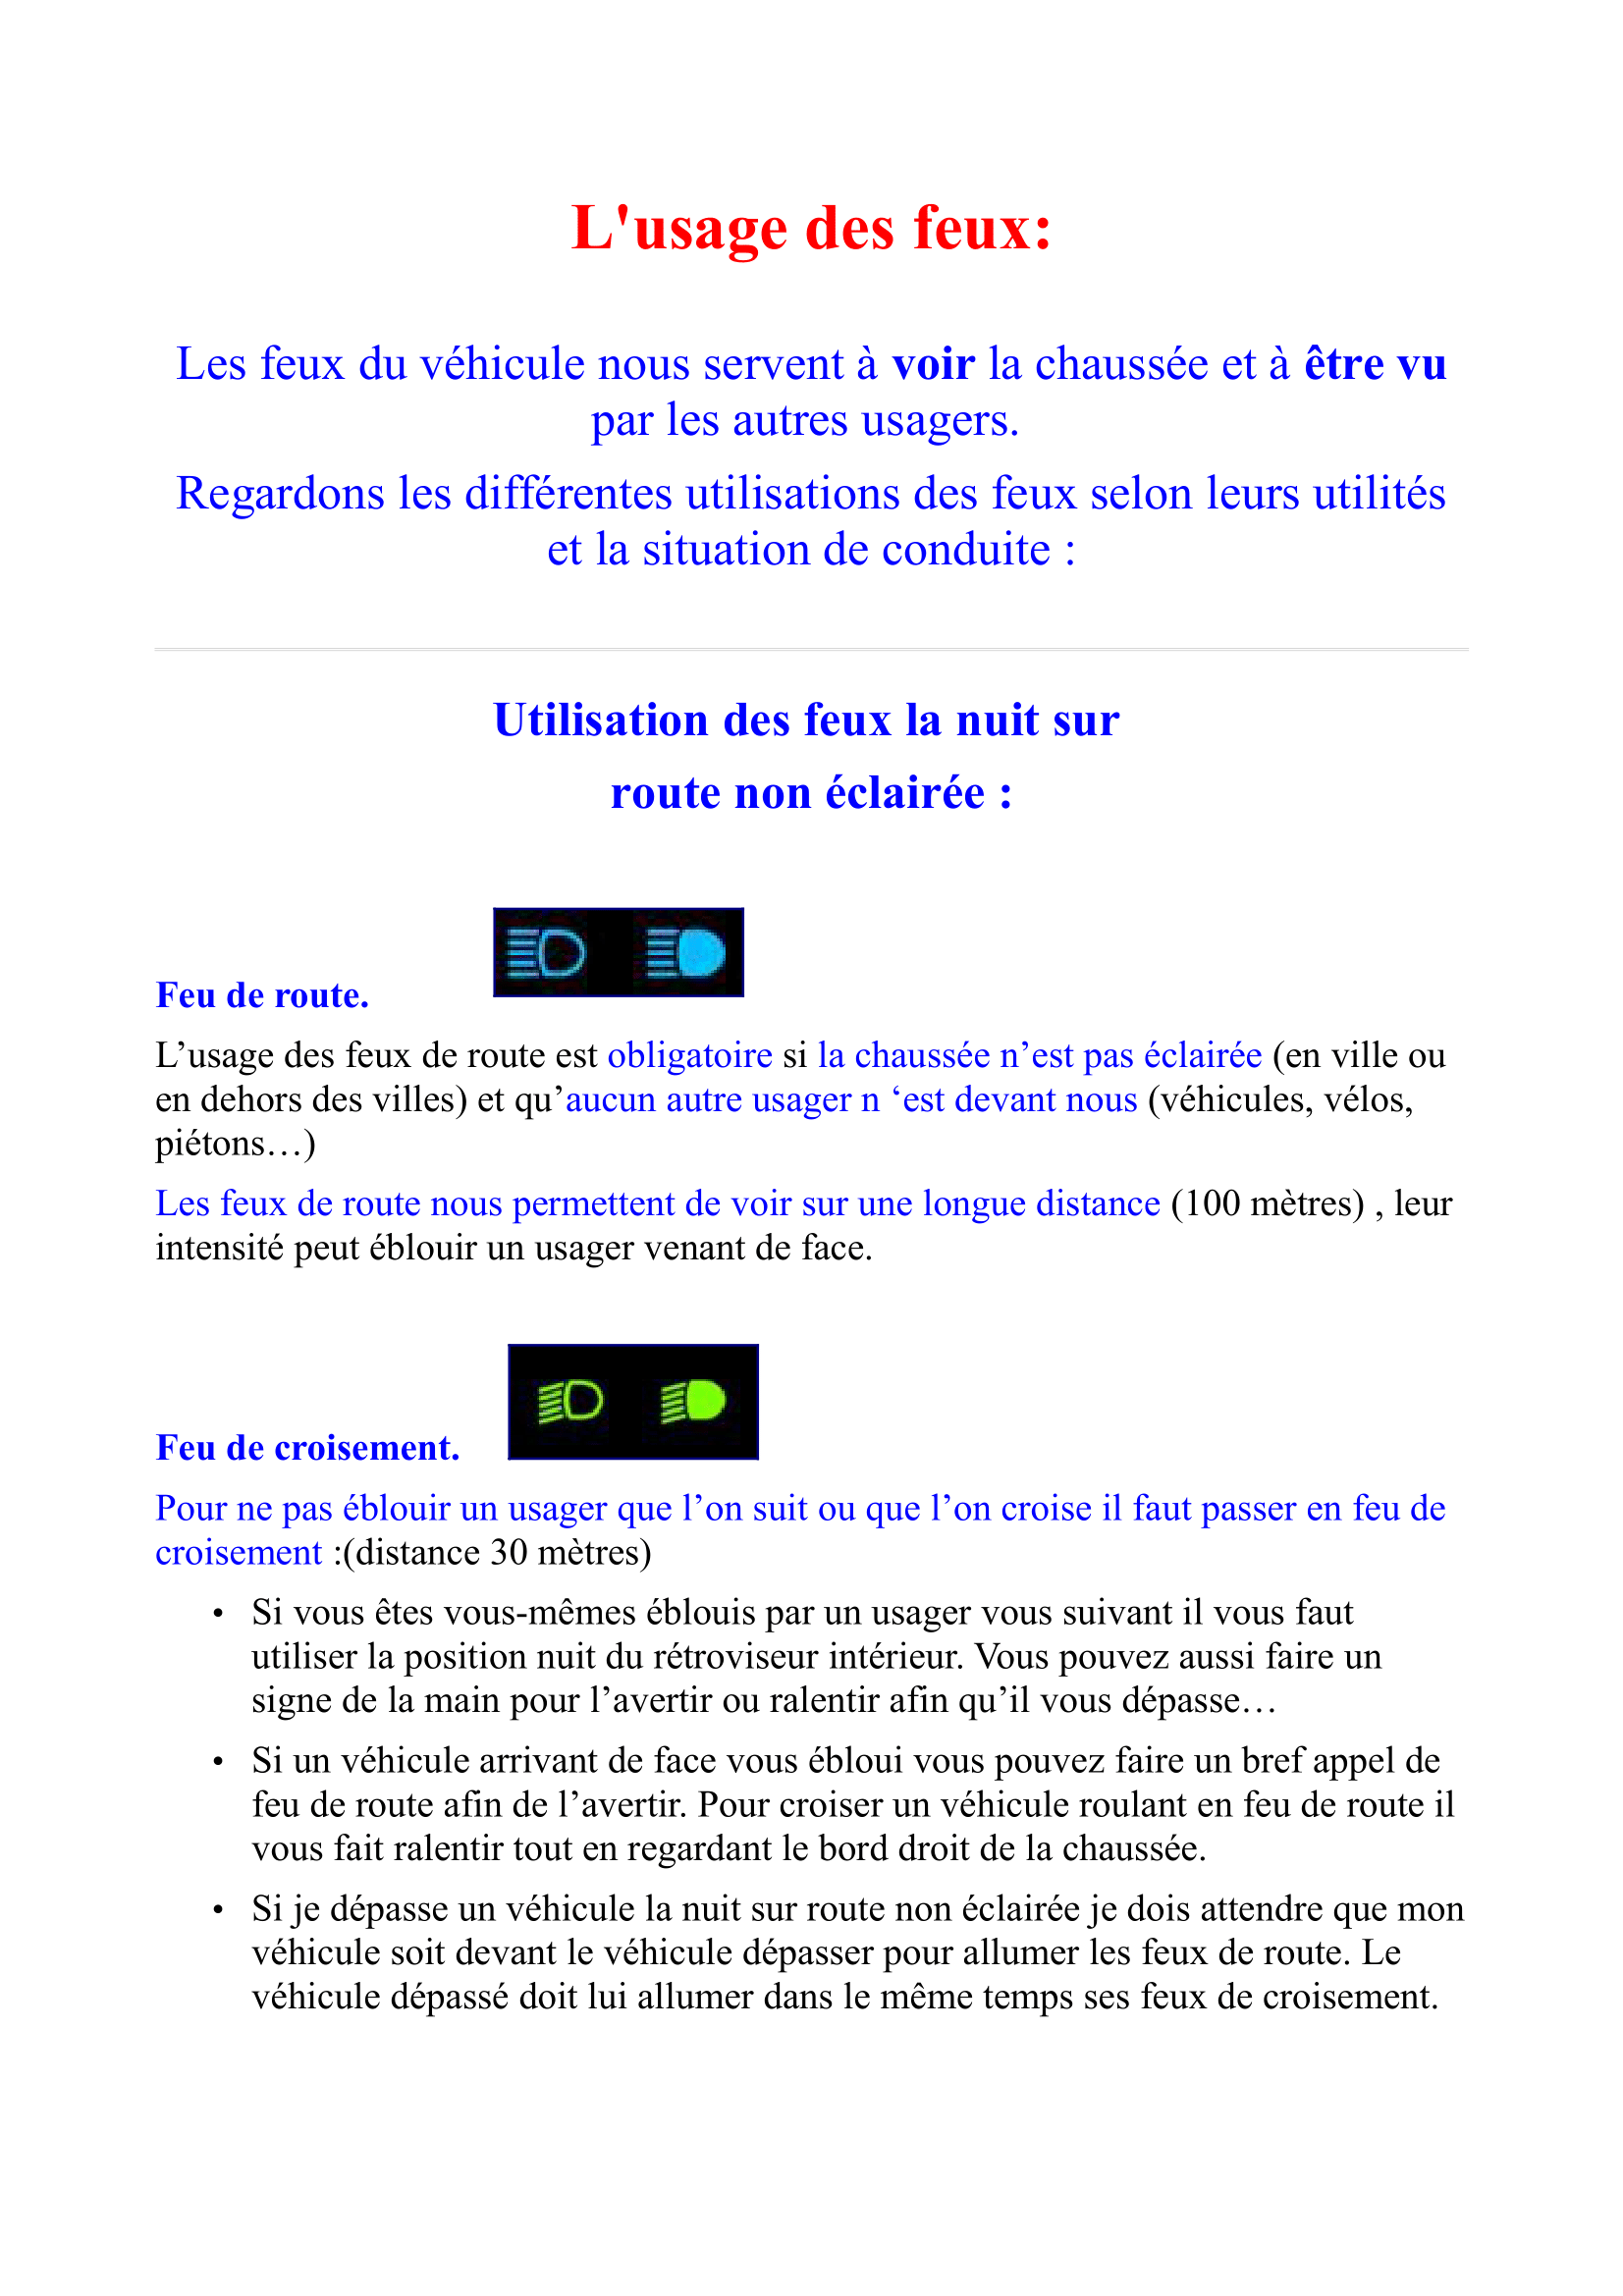 L'usage des feux:
Les feux du véhicule nous servent à voir la chaussée et à être vu
par les autres usagers.
Regardons les différentes utilisations des feux selon leurs utilités
et la situation de conduite :
Utilisation des feux la nuit sur
route non éclairée :
Feu de route.
L’usage des feux de route est obligatoire si la chaussée n’est pas éclairée (en ville ou
en dehors des villes) et qu’aucun autre usager n ‘est devant nous (véhicules, vélos,
piétons…)
Les feux de route nous permettent de voir sur une longue distance (100 mètres) , leur
intensité peut éblouir un usager venant de face.
Feu de croisement.
Pour ne pas éblouir un usager que l’on suit ou que l’on croise il faut passer en feu de
croisement :(distance 30 mètres)
• Si vous êtes vous-mêmes éblouis par un usager vous suivant il vous faut
utiliser la position nuit du rétroviseur intérieur. Vous pouvez aussi faire un
signe de la main pour l’avertir ou ralentir afin qu’il vous dépasse…
• Si un véhicule arrivant de face vous ébloui vous pouvez faire un bref appel de
feu de route afin de l’avertir. Pour croiser un véhicule roulant en feu de route il
vous fait ralentir tout en regardant le bord droit de la chaussée.
• Si je dépasse un véhicule la nuit sur route non éclairée je dois attendre que mon
véhicule soit devant le véhicule dépasser pour allumer les feux de route. Le
véhicule dépassé doit lui allumer dans le même temps ses feux de croisement.